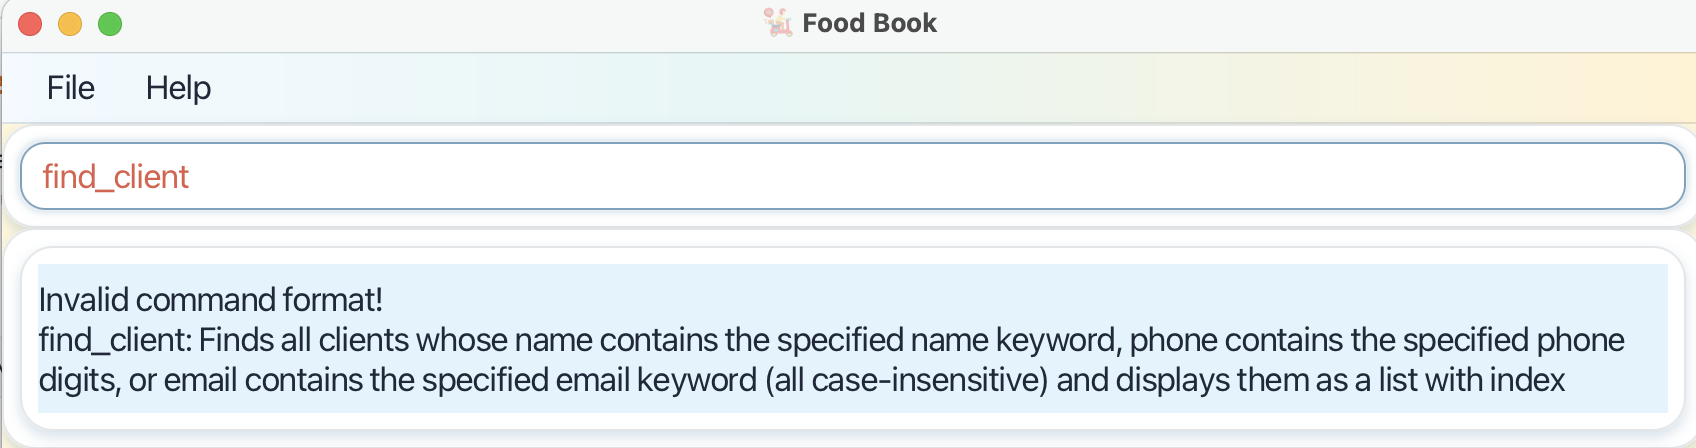 Food Book
File Help
find_client
Invalid command format!
find_client: Finds all clients whose name contains the specified name keyword, phone contains the specified phone
digits, or email contains the specified email keyword (all case-insensitive) and displays them as a list with index